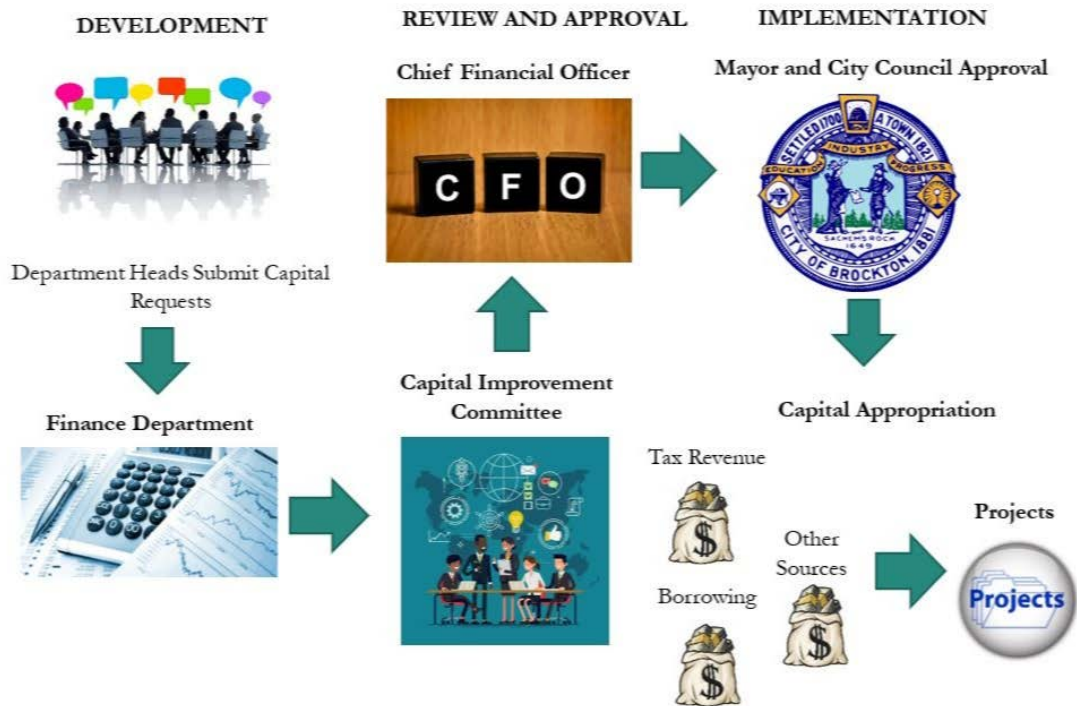 DEVELOPMENT
REVIEW AND APPROVAL
IMPLEMENTATION
Chief Financial Officer
Mayor and City Council Approval
C F O
SETTLED 1700 A TOWN 1821
INDUSTRY
EDUCATION
PROGRESS
SACHEMS ROCK
1649
CITY OF BROCKTON, 1881
Department Heads Submit Capital
Requests
Finance Department
Capital Improvement
Committee
Capital Appropriation
Tax Revenue
$
Other
Sources
$
Borrowing
$
Projects
Projects